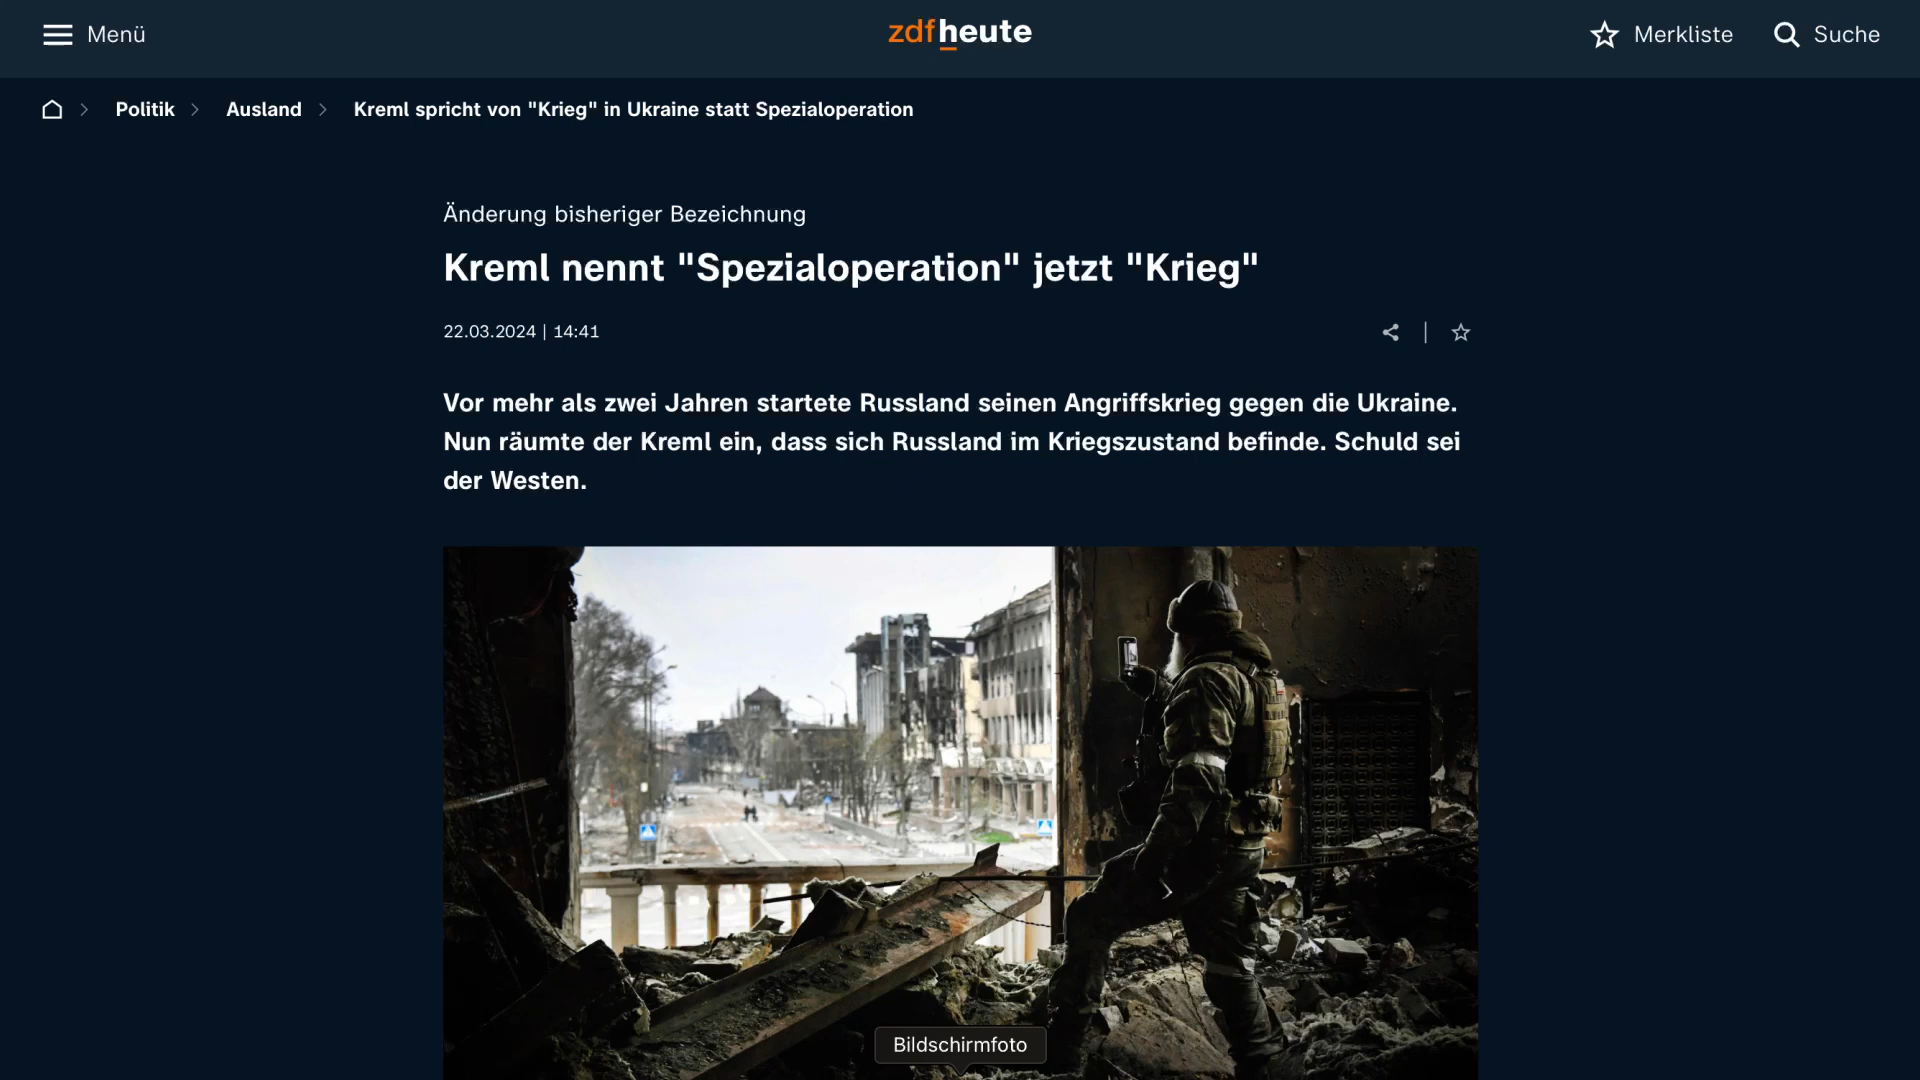 Menü
zdfheute
Merkliste
Suche
Politik
Ausland
Kreml spricht von "Krieg" in Ukraine statt Spezialoperation
Änderung bisheriger Bezeichnung
Kreml nennt "Spezialoperation" jetzt "Krieg"
22.03.2024 | 14:41
Vor mehr als zwei Jahren startete Russland seinen Angriffskrieg gegen die Ukraine.
Nun räumte der Kreml ein, dass sich Russland im Kriegszustand befinde. Schuld sei
der Westen.
Bildschirmfoto